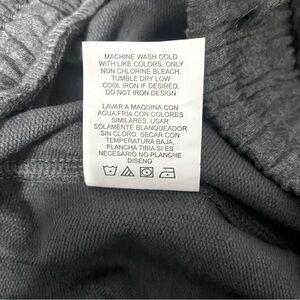 MACHINE WASH COLD
WITH LIKE COLORS. ONLY
NON CHLORINE BLEACH.
TUMBLE DRY LOW
COOL IRON IF DESIRED,
DO NOT IRON DESIGN
LAVAR A MAQUINA CON
AGUA FRIA CON COLORES
SIMILARES. USAR
SOLAMENTE BLANQUEADOR
SIN CLORO. SECAR CON
TEMPERATURA BAJA.
PLANCHA TIBIA SI ES
NECESARIO NO PLANCHE
DISENO